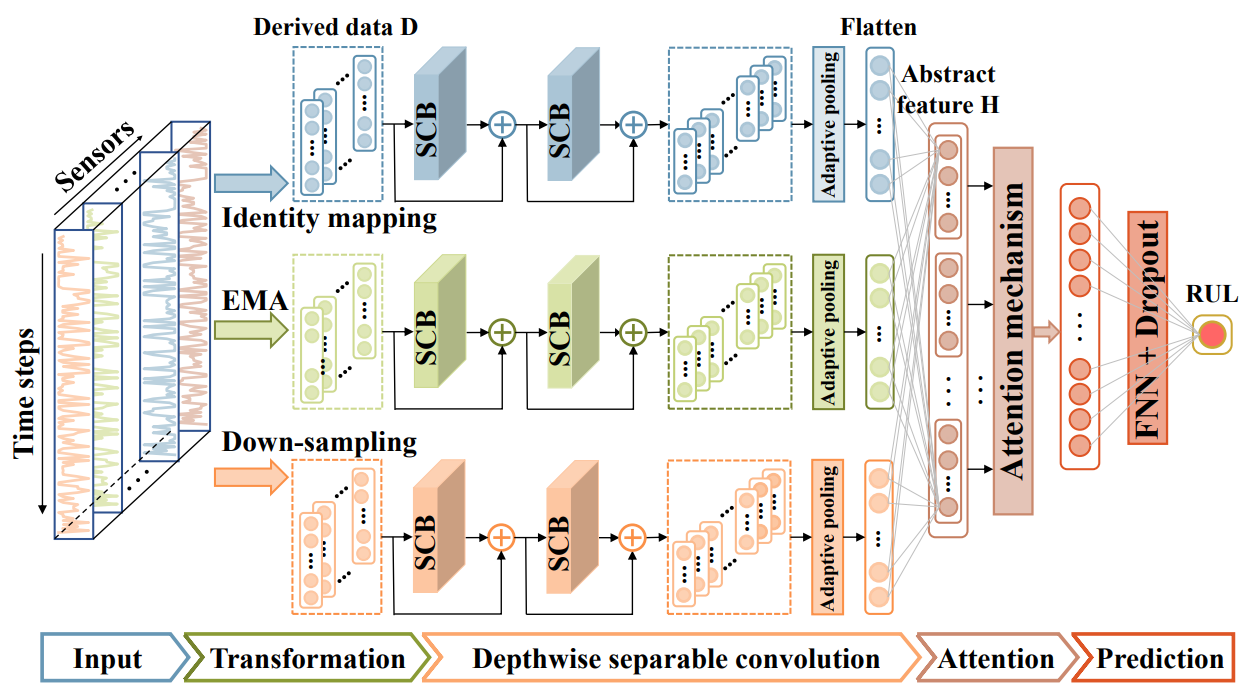 Derived data D
Flatten
Abstract
feature H
Sensors
Time steps
Identity mapping
EMA
Down-sampling
SCB
SCB
Adaptive pooling
SCB
SCB
Adaptive pooling
SCB
SCB
Adaptive pooling
Attention mechanism
FNN + Dropout
RUL
Input
Transformation
Depthwise separable convolution
Attention
Prediction